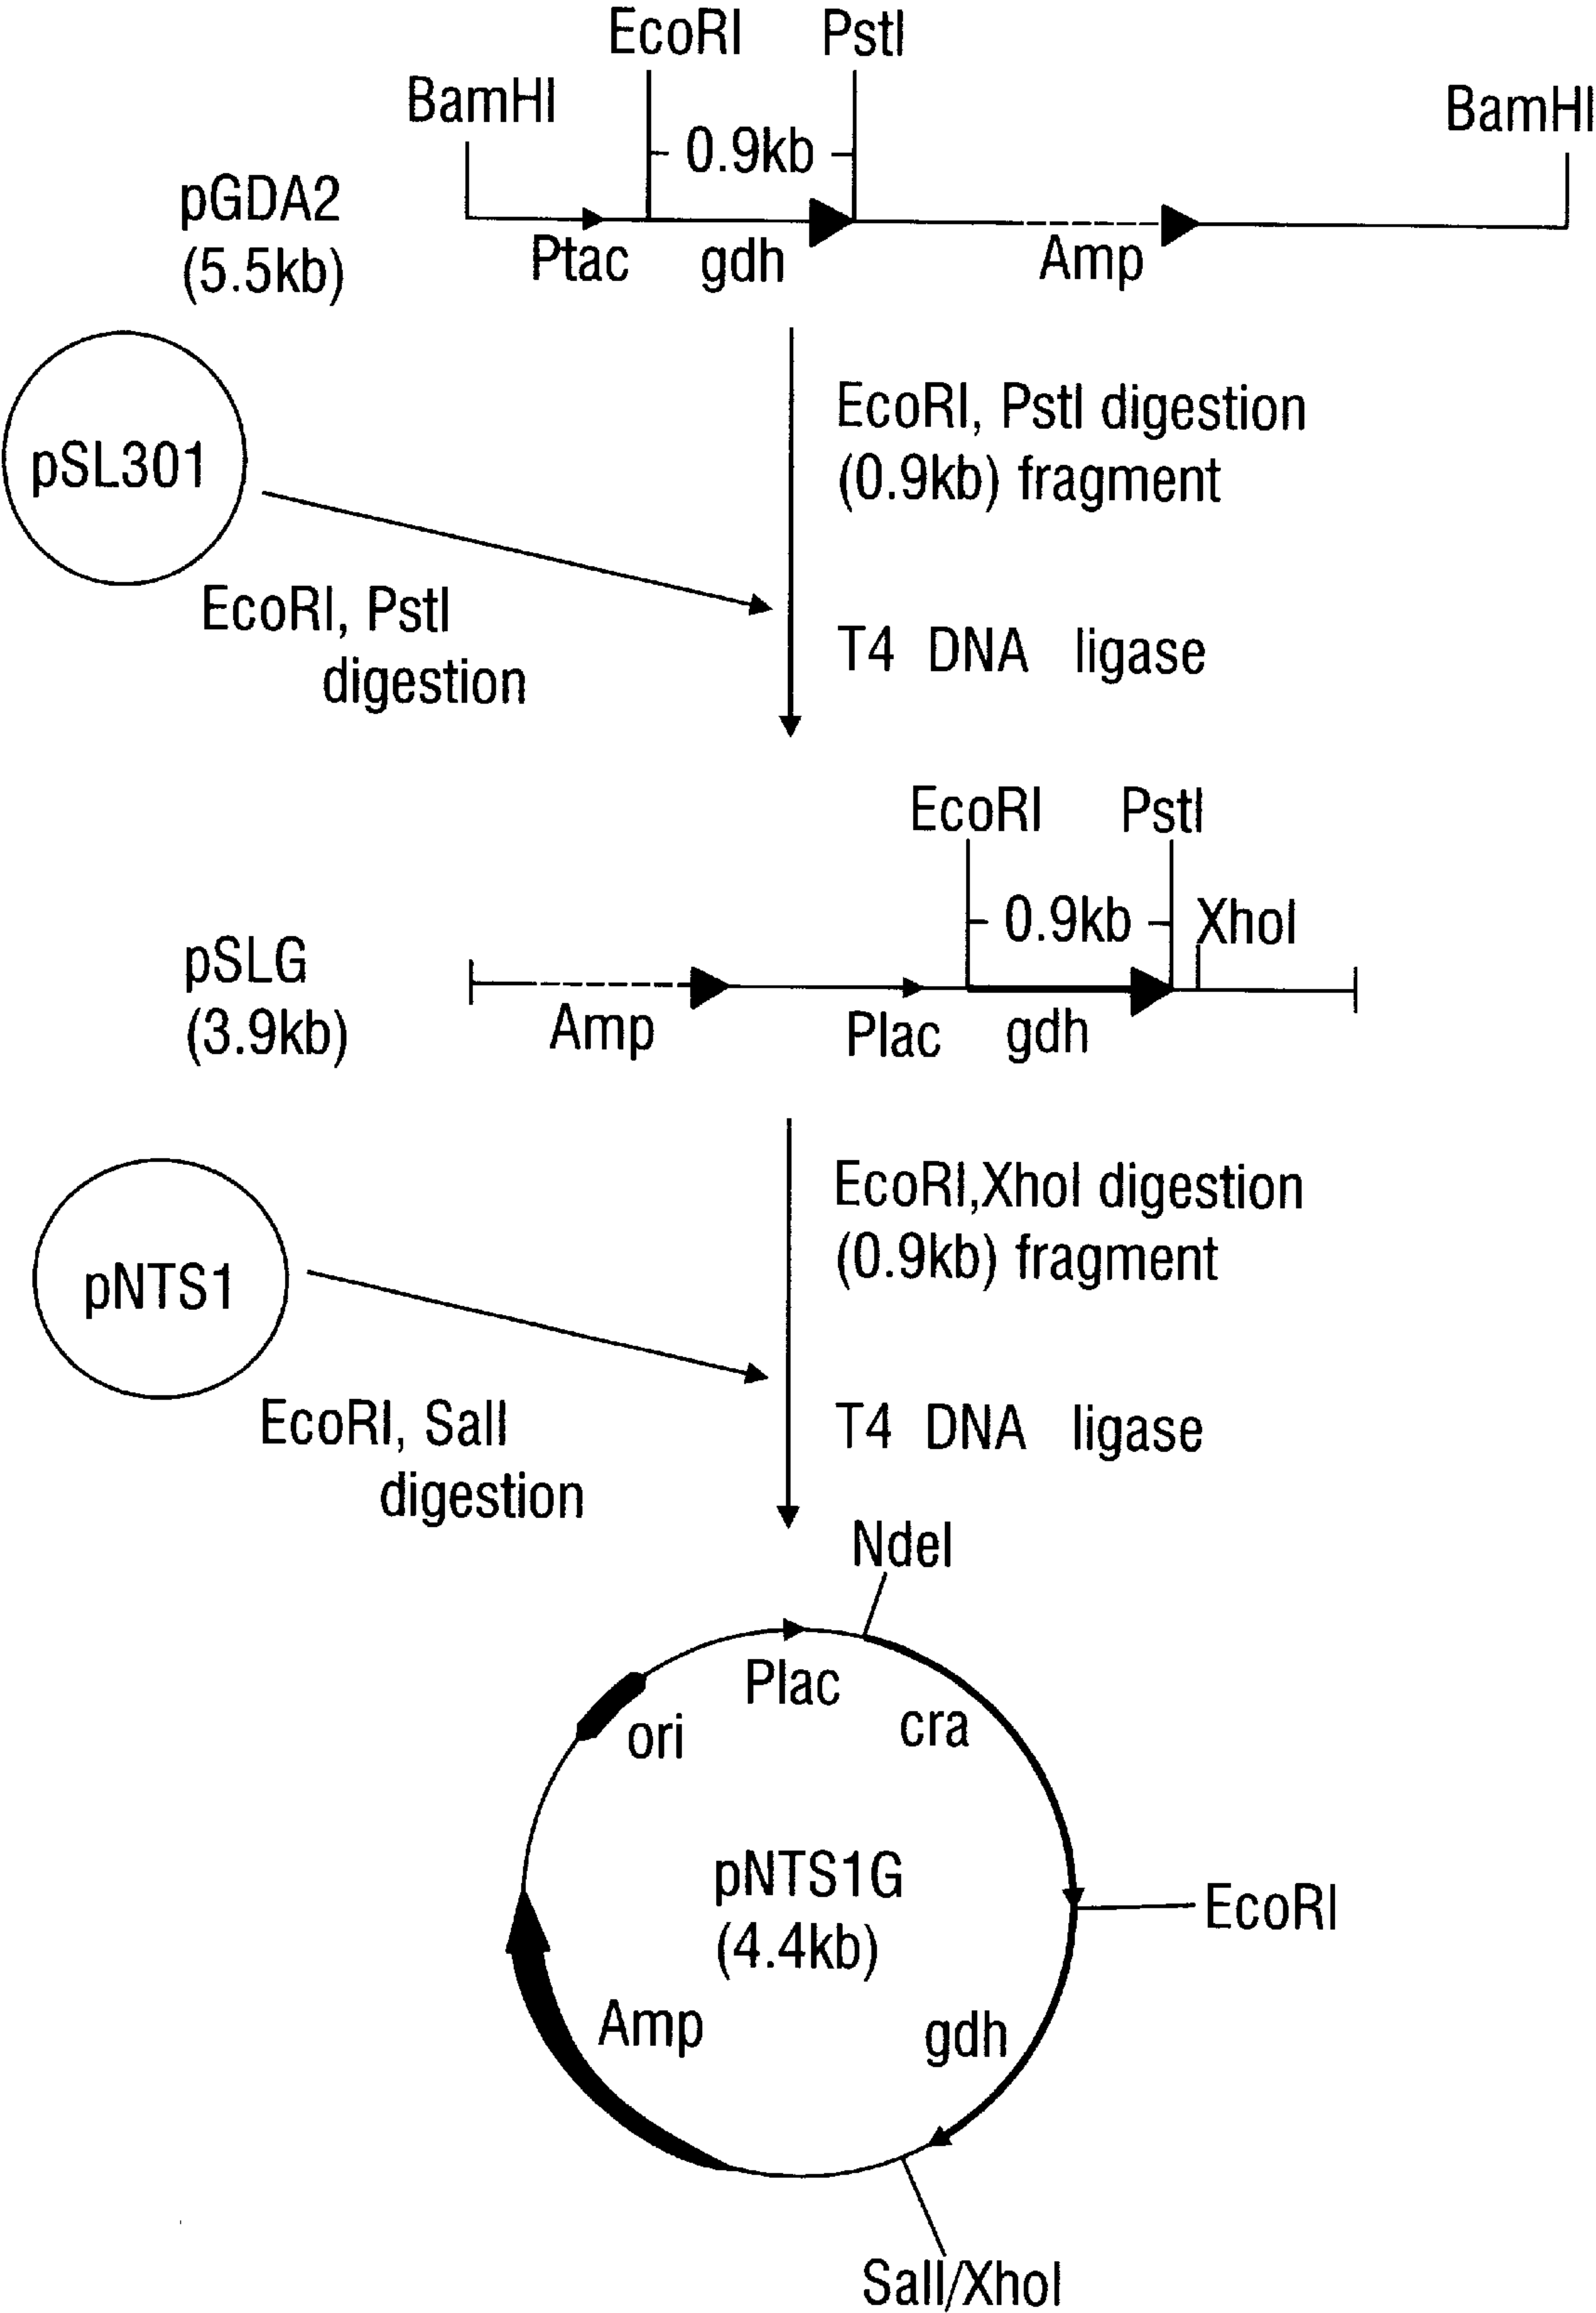 EcoRI PstI
BamHI
BamHI
0.9kb
pGDA2
(5.5kb)
Ptac gdh Amp
pSL301
EcoRI, PstI digestion
(0.9kb) fragment
EcoRI, PstI
digestion
T4 DNA ligase
EcoRI PstI
0.9kb XhoI
pSLG
(3.9kb)
Amp Plac gdh
EcoRI,XhoI digestion
(0.9kb) fragment
pNTS1
EcoRI, SalI
digestion
T4 DNA ligase
NdeI
Plac
ori
cra
pNTS1G
(4.4kb)
EcoRI
Amp
gdh
SalI/XhoI